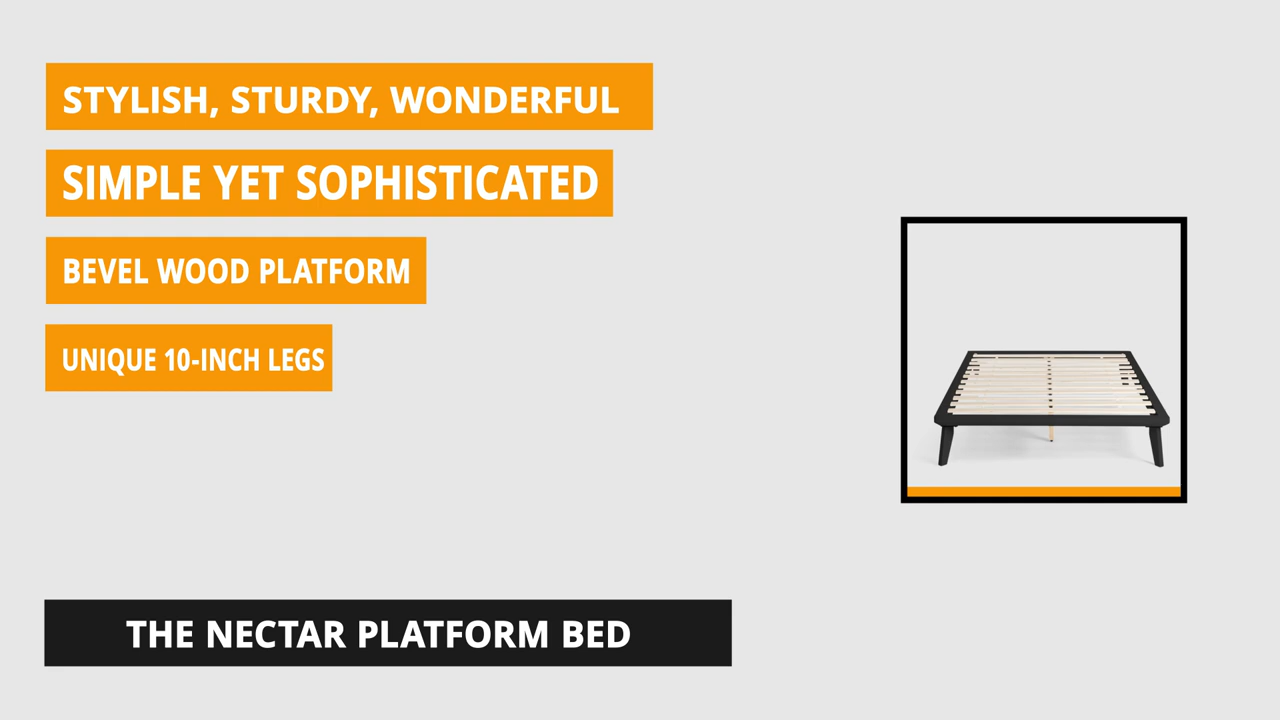 STYLISH, STURDY, WONDERFUL
SIMPLE YET SOPHISTICATED
BEVEL WOOD PLATFORM
UNIQUE 10-INCH LEGS
THE NECTAR PLATFORM BED